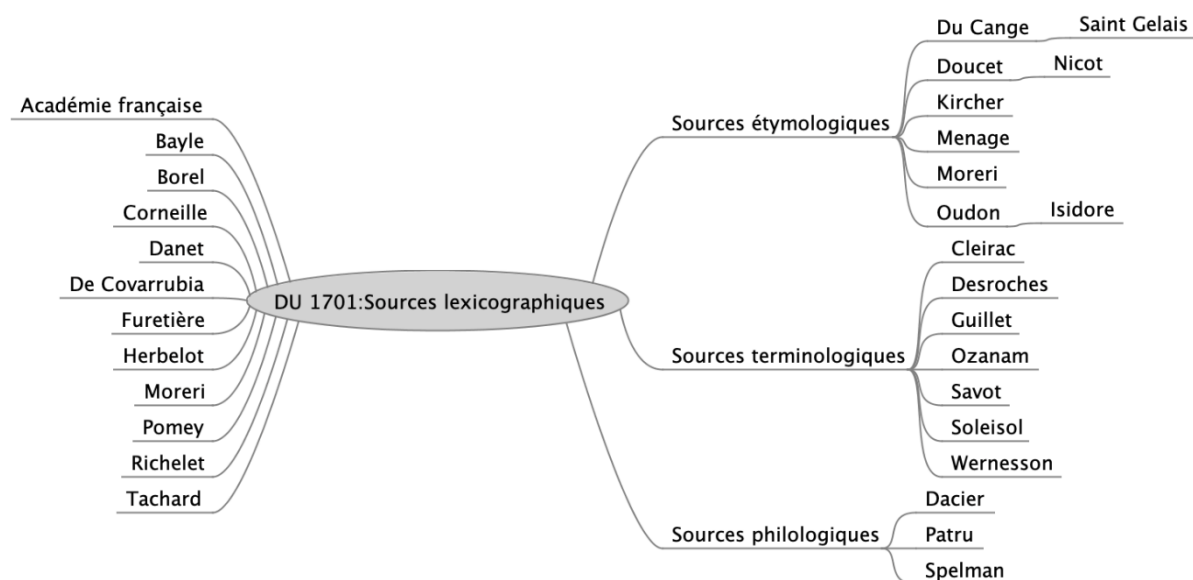 DU 1701:Sources lexicographiques
Académie française
Bayle
Borel
Corneille
Danet
De Covarrubia
Furetière
Herbelot
Moreri
Pomey
Richelet
Tachard
Sources étymologiques
Du Cange
Saint Gelais
Doucet
Nicot
Kircher
Menage
Moreri
Oudon
Isidore
Sources terminologiques
Cleirac
Desroches
Guillet
Ozanam
Savot
Soleisol
Wernesson
Sources philologiques
Dacier
Patru
Spelman